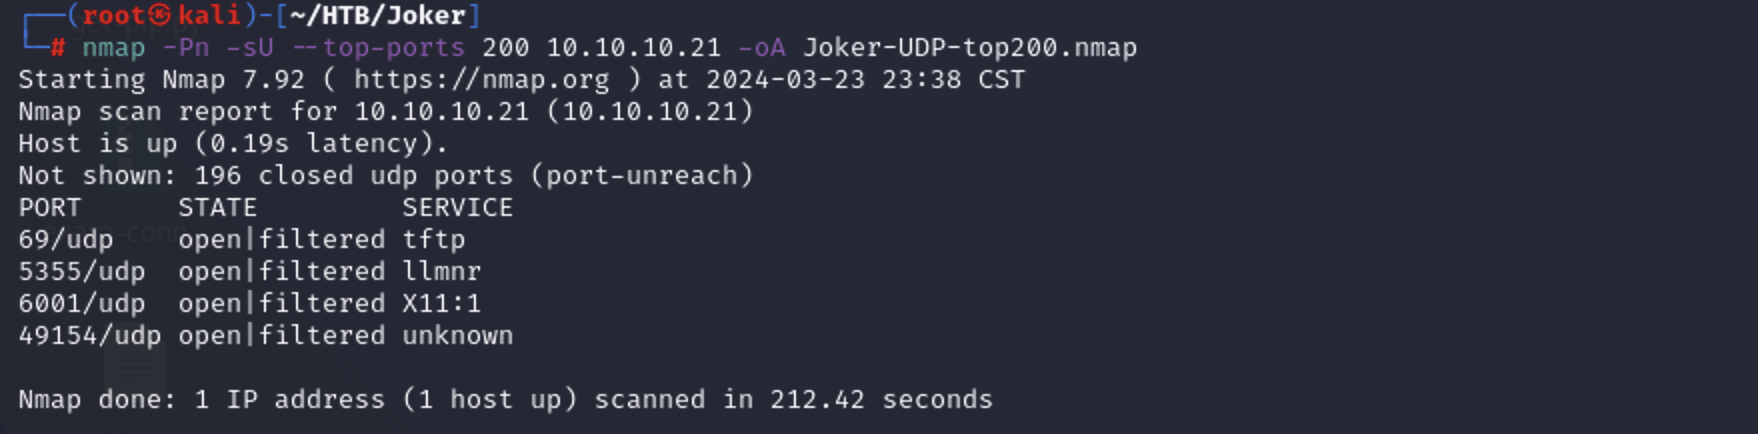 ┌──(root㉿kali)-[~/HTB/Joker]
└─# nmap -Pn -sU --top-ports 200 10.10.10.21 -oA Joker-UDP-top200.nmap
Starting Nmap 7.92 ( https://nmap.org ) at 2024-03-23 23:38 CST
Nmap scan report for 10.10.10.21 (10.10.10.21)
Host is up (0.19s latency).
Not shown: 196 closed udp ports (port-unreach)
PORT      STATE         SERVICE
69/udp    open|filtered tftp
5355/udp  open|filtered llmnr
6001/udp  open|filtered X11:1
49154/udp open|filtered unknown
Nmap done: 1 IP address (1 host up) scanned in 212.42 seconds